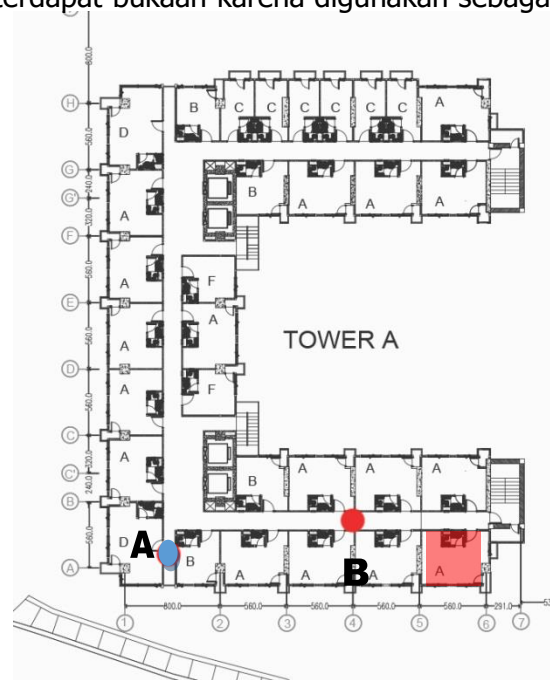 terdapat bukaan karena digunakan sebaga
600.0
H
B C C C C C C A
D
560.0
G
240.0
G'
B A A A
A
320.0
F
560.0
A
F
E
A
560.0
A
TOWER A
D
F
A
560.0
C
A A A
320.0
A
B
C'
240.0
B
D
A
B
560.0
A A A A
B
A
600.0 560.0 560.0 560.0 560.0 291.0
1 2 3 4 5 6 7